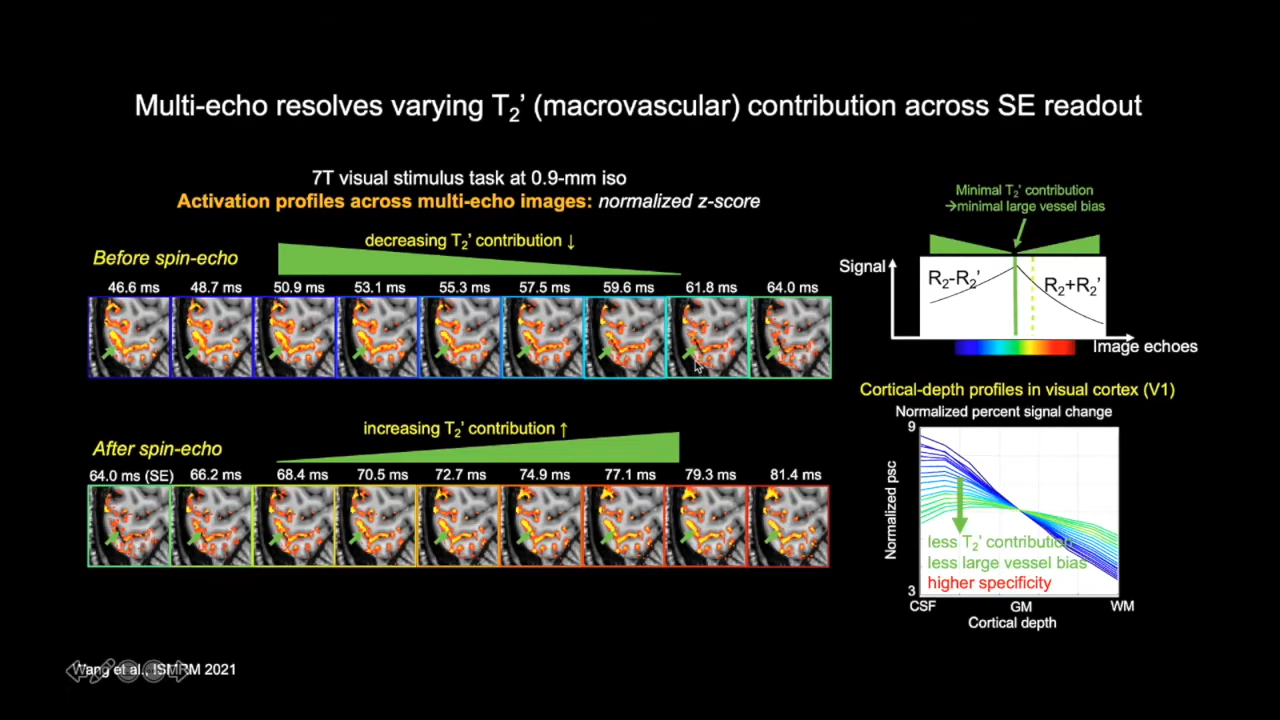 Multi-echo resolves varying T₂' (macrovascular) contribution across SE readout
7T visual stimulus task at 0.9-mm iso
Activation profiles across multi-echo images: normalized z-score
Before spin-echo
decreasing T₂' contribution ↓
46.6 ms 48.7 ms 50.9 ms 53.1 ms 55.3 ms 57.5 ms 59.6 ms 61.8 ms 64.0 ms
After spin-echo
increasing T₂' contribution ↑
64.0 ms (SE) 66.2 ms 68.4 ms 70.5 ms 72.7 ms 74.9 ms 77.1 ms 79.3 ms 81.4 ms
Minimal T₂' contribution
→minimal large vessel bias
Signal
R₂-R₂'
R₂+R₂'
Image echoes
Cortical-depth profiles in visual cortex (V1)
Normalized percent signal change
9
Normalized psc
less T₂' contribution
less large vessel bias
higher specificity
3
CSF GM WM
Cortical depth
Wang et al., ISMRM 2021